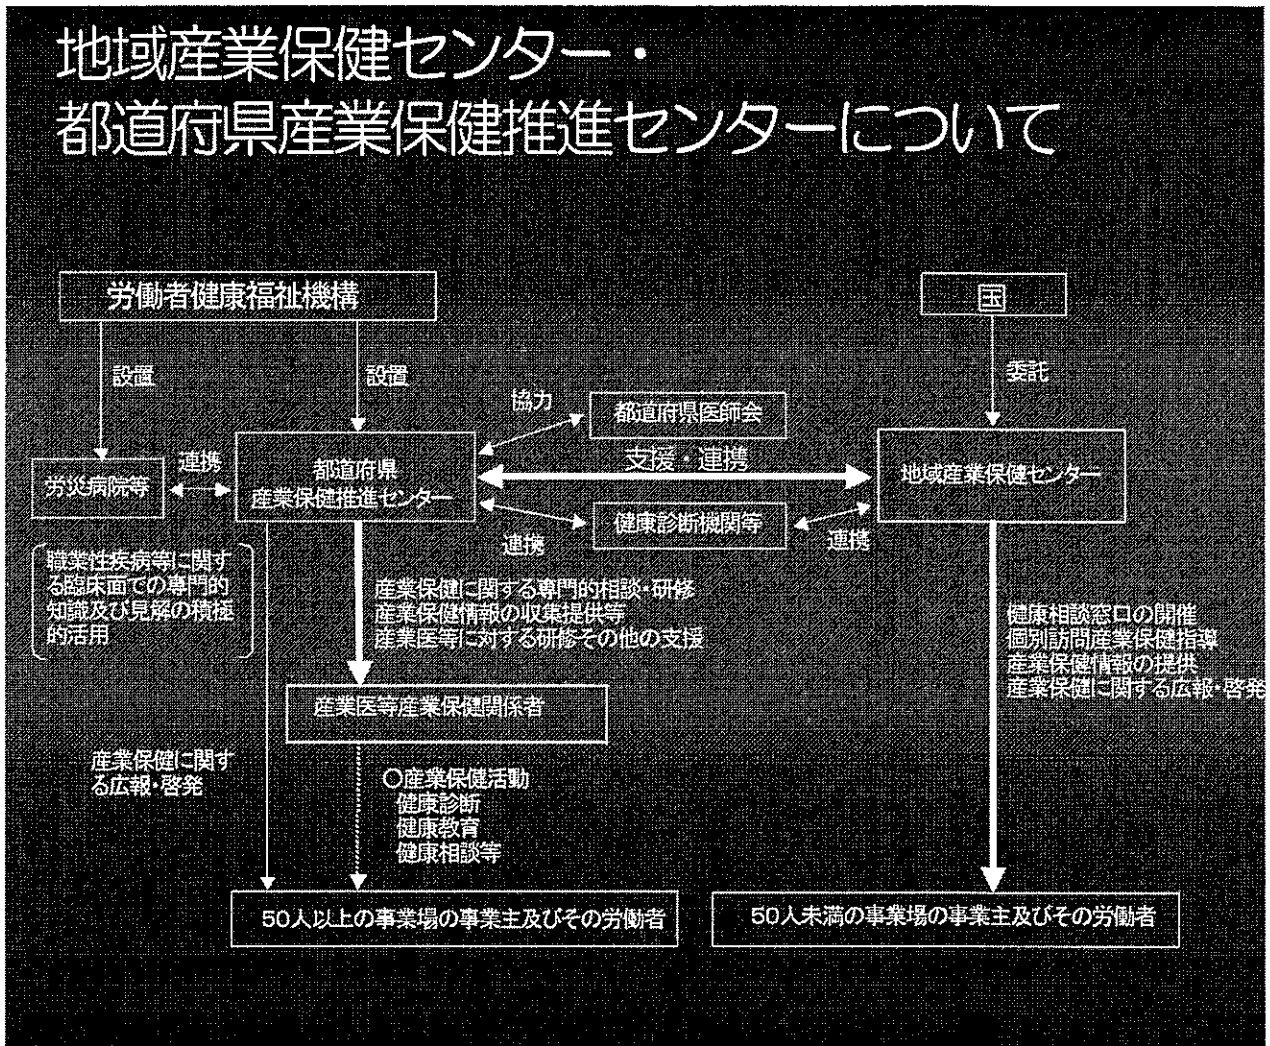 地域産業保健センター・
都道府県産業保健推進センターについて
労働者健康福祉機構
国
設置
設置
委託
協力
都道府県医師会
支援・連携
都道府県
産業保健推進センター
地域産業保健センター
労災病院等
連携
健康診断機関等
連携
連携
職業性疾病等に関す
る臨床面での専門的
知識及び見解の積極
的活用
産業保健に関する専門的相談・研修
産業保健情報の収集提供等
産業医等に対する研修その他の支援
健康相談窓口の開催
個別訪問産業保健指導
産業保健情報の提供
産業保健に関する広報・啓発
産業医等産業保健関係者
産業保健に関す
る広報・啓発
〇産業保健活動
健康診断
健康教育
健康相談等
50人以上の事業場の事業主及びその労働者
50人未満の事業場の事業主及びその労働者